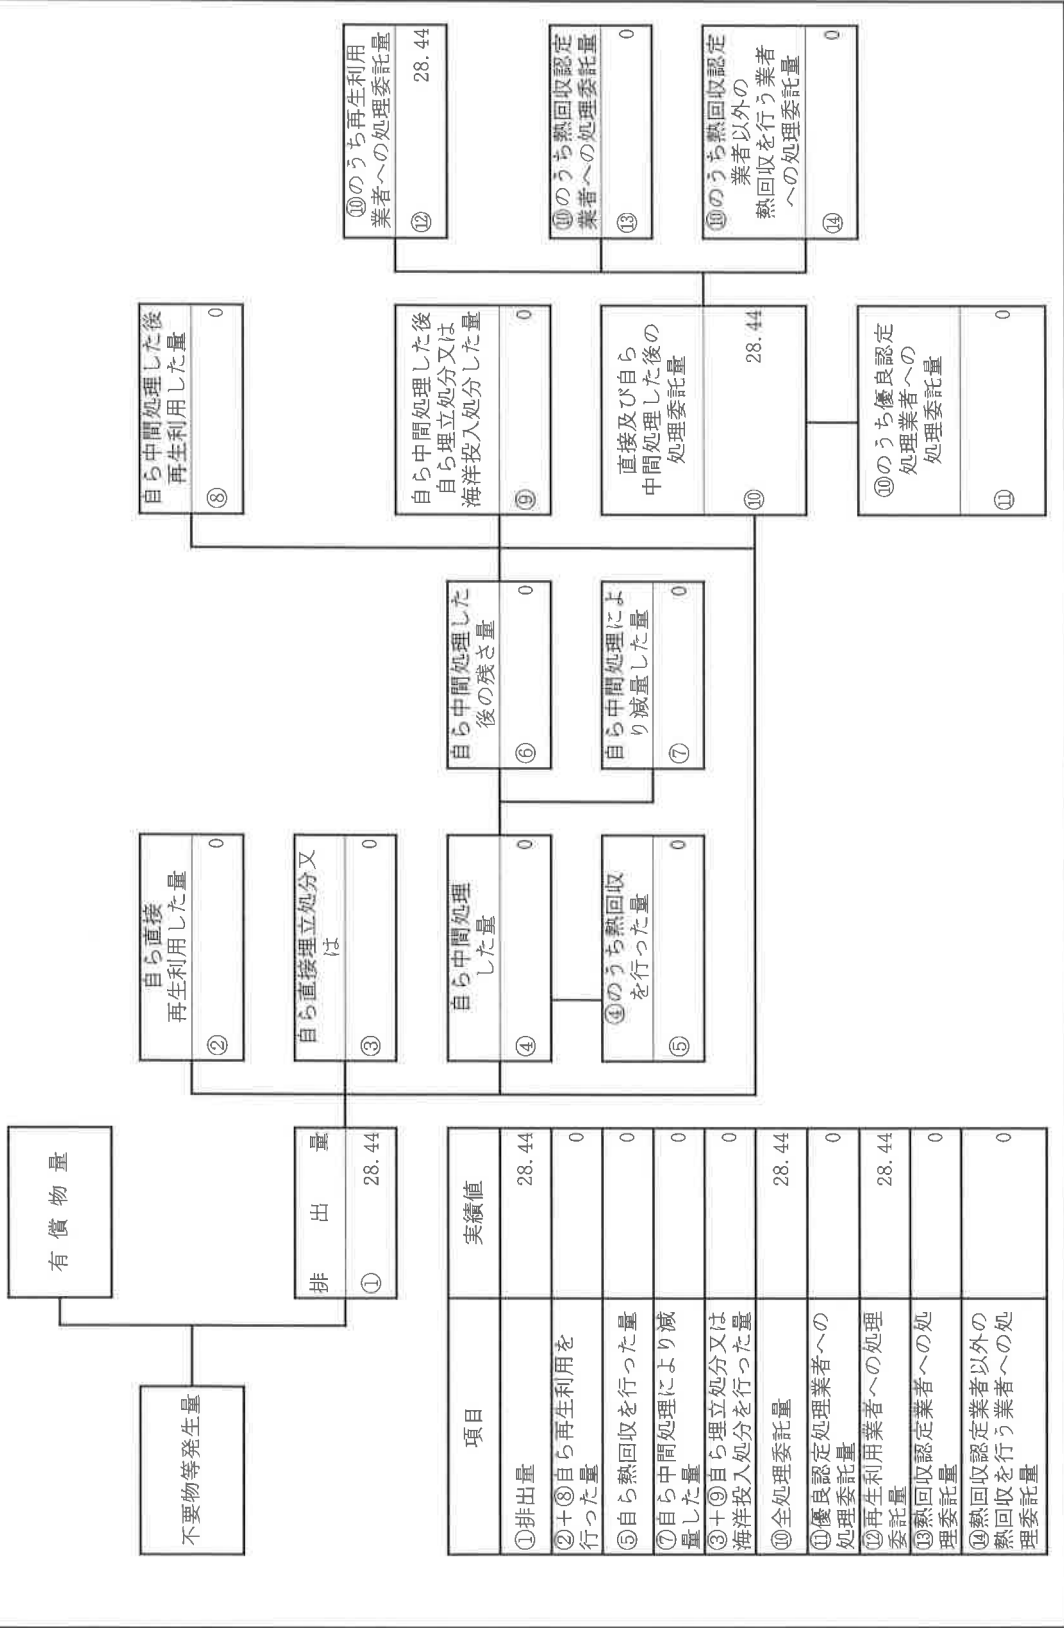 有償物量
不要物等発生量
排出量
① 28.44
自ら直接
再生利用した量
② 0
自ら直接埋立処分又
は
③ 0
自ら中間処理
した量
④ 0
④のうち熱回収
を行った量
⑤ 0
自ら中間処理した
後の残さ量
⑥ 0
自ら中間処理によ
り減量した量
⑦ 0
自ら中間処理した後
再生利用した量
⑧ 0
自ら中間処理した後
自ら埋立処分又は
海洋投入処分した量
⑨ 0
直接及び自ら
中間処理した後の
処理委託量
⑩ 28.44
⑩のうち優良認定
処理業者への
処理委託量
⑪ 0
⑩のうち再生利用
業者への処理委託量
⑫ 28.44
⑩のうち熱回収認定
業者への処理委託量
⑬ 0
⑩のうち熱回収認定
業者以外の
熱回収を行う業者
への処理委託量
⑭ 0
項目 実績値
①排出量 28.44
②+⑧自ら再生利用を
行った量 0
⑤自ら熱回収を行った量 0
⑦自ら中間処理により減
量した量 0
③+⑨自ら埋立処分又は
海洋投入処分を行った量 0
⑩全処理委託量 28.44
⑪優良認定処理業者への
処理委託量 0
⑫再生利用業者への処理
委託量 28.44
⑬熱回収認定業者への処
理委託量 0
⑭熱回収認定業者以外の
熱回収を行う業者への処
理委託量 0